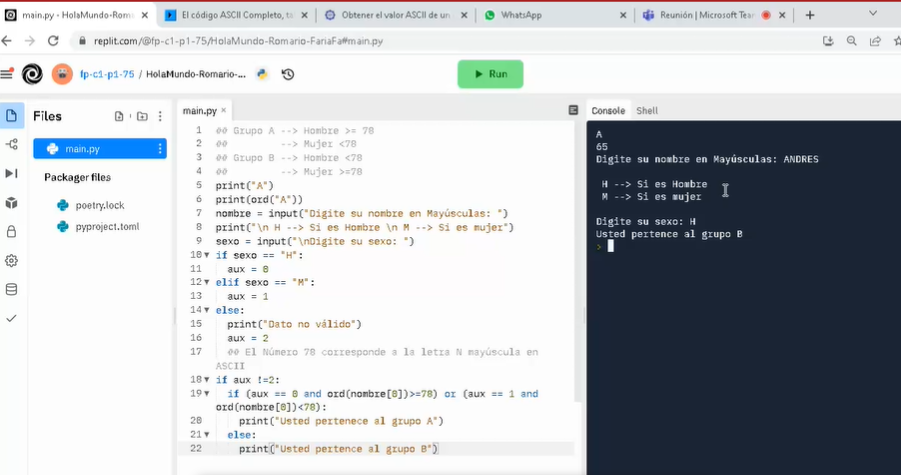 main.py - HolaMundo-Roma
El código ASCII Completo, ta
Obtener el valor ASCII de un
WhatsApp
Reunión | Microsoft Tea
replit.com/@fp-c1-p1-75/HolaMundo-Romario-FariaFa#main.py
fp-c1-p1-75 / HolaMundo-Romario-...
Run
Files
main.py
Packager files
poetry.lock
pyproject.toml
main.py
1 ## Grupo A --> Hombre >= 78
2 ## --> Mujer <78
3 ## Grupo B --> Hombre <78
4 ## --> Mujer >=78
5 print("A")
6 print(ord("A"))
7 nombre = input("Digite su nombre en Mayúsculas: ")
8 print("\n H --> Si es Hombre \n M --> Si es mujer")
9 sexo = input("\nDigite su sexo: ")
10 if sexo == "H":
11 aux = 0
12 elif sexo == "M":
13 aux = 1
14 else:
15 print("Dato no válido")
16 aux = 2
17 ## El Número 78 corresponde a la letra N mayúscula en
ASCII
18 if aux !=2:
19 if (aux == 0 and ord(nombre[0])>=78) or (aux == 1 and
ord(nombre[0])<78):
20 print("Usted pertenece al grupo A")
21 else:
22 print("Usted pertence al grupo B")
Console Shell
A
65
Digite su nombre en Mayúsculas: ANDRES
H --> Si es Hombre
M --> Si es mujer
Digite su sexo: H
Usted pertence al grupo B
>